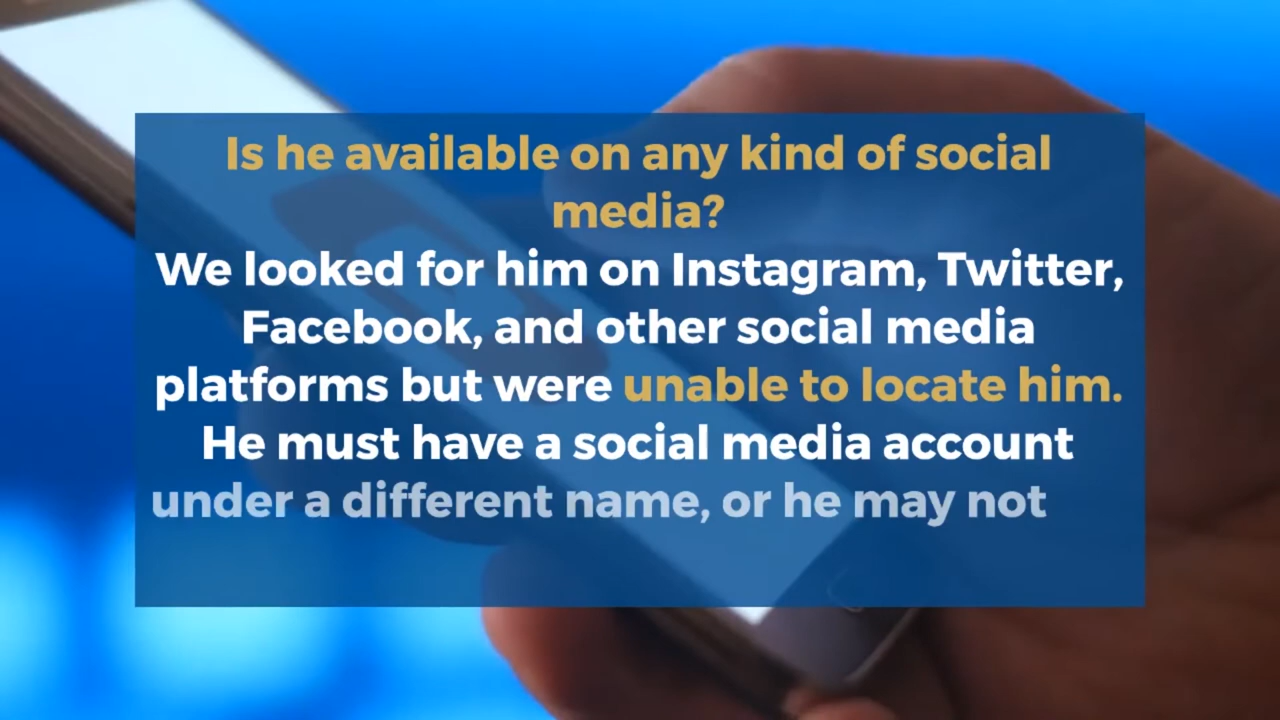 Is he available on any kind of social
media?
We looked for him on Instagram, Twitter,
Facebook, and other social media
platforms but were unable to locate him.
He must have a social media account
under a different name, or he may not